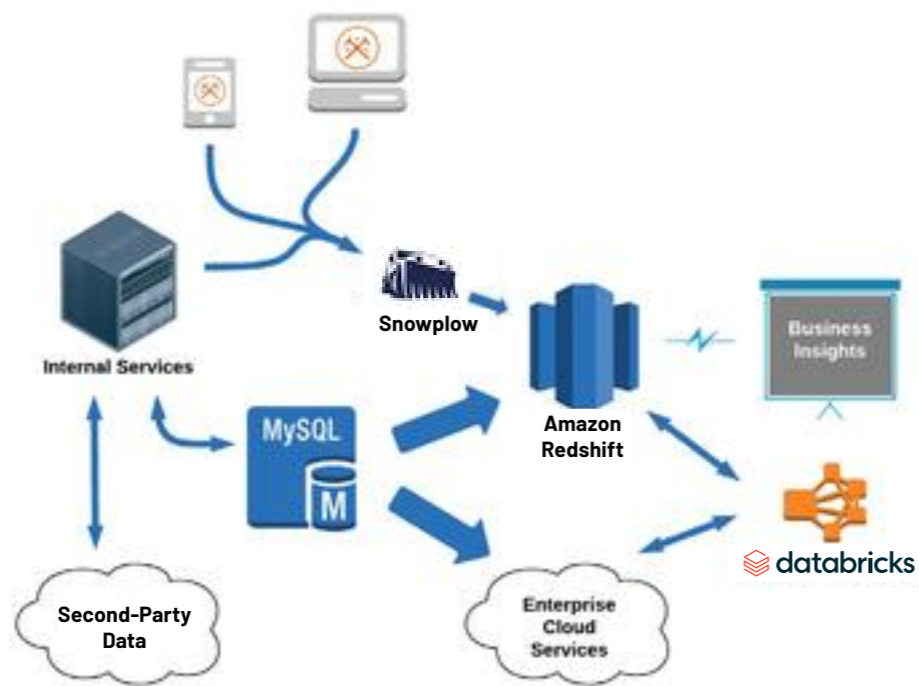 Snowplow
Internal Services
Business
Insights
MySQL
M
Amazon
Redshift
databricks
Second-Party
Data
Enterprise
Cloud
Services